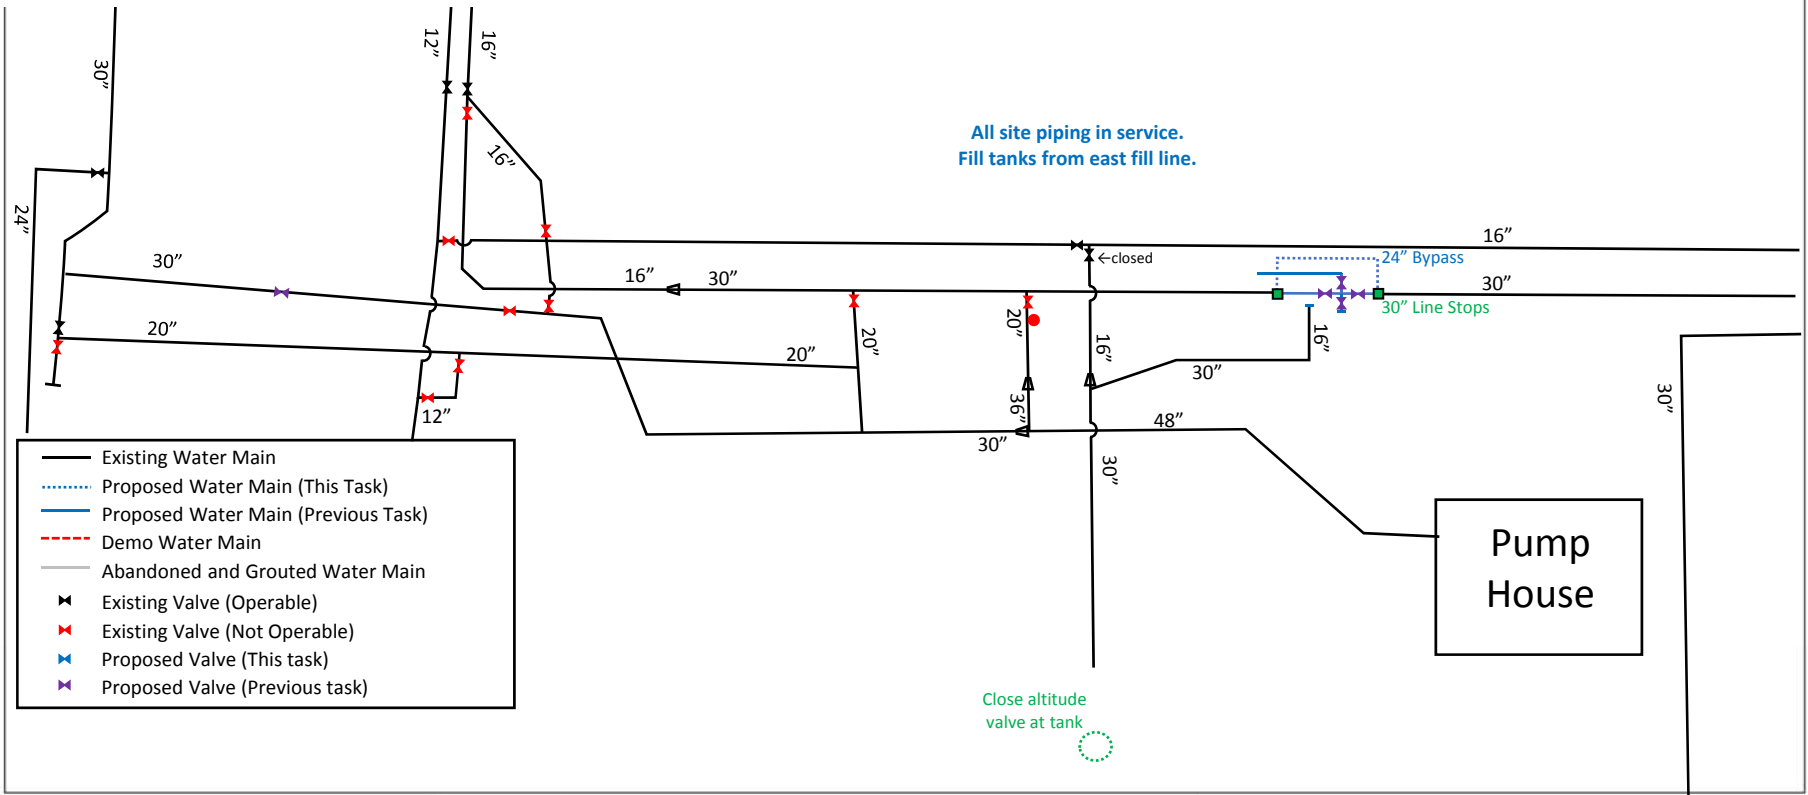 12”
16”
30”
16”
All site piping in service.
Fill tanks from east fill line.
24”
30”
16”
←closed
24” Bypass
16”
30”
30”
30” Line Stops
20”
20”
20”
20”
16”
16”
30”
30”
36”
12”
48”
30”
30”
Existing Water Main
Proposed Water Main (This Task)
Proposed Water Main (Previous Task)
Demo Water Main
Abandoned and Grouted Water Main
Existing Valve (Operable)
Existing Valve (Not Operable)
Proposed Valve (This task)
Proposed Valve (Previous task)
Pump
House
Close altitude
valve at tank